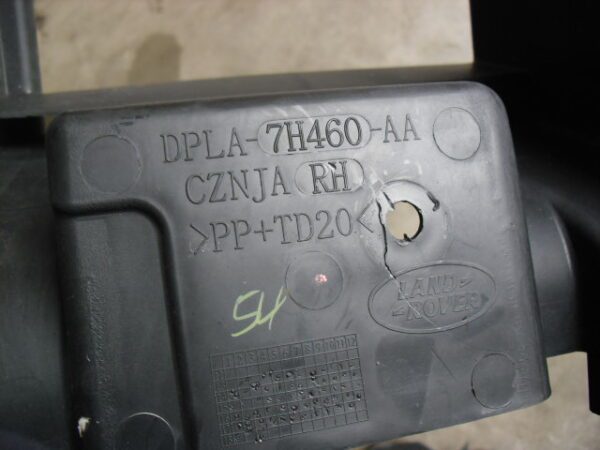 DPLA-7H460-AA
CZNJA RH
>PP+TD20<
LAND
ROVER
54